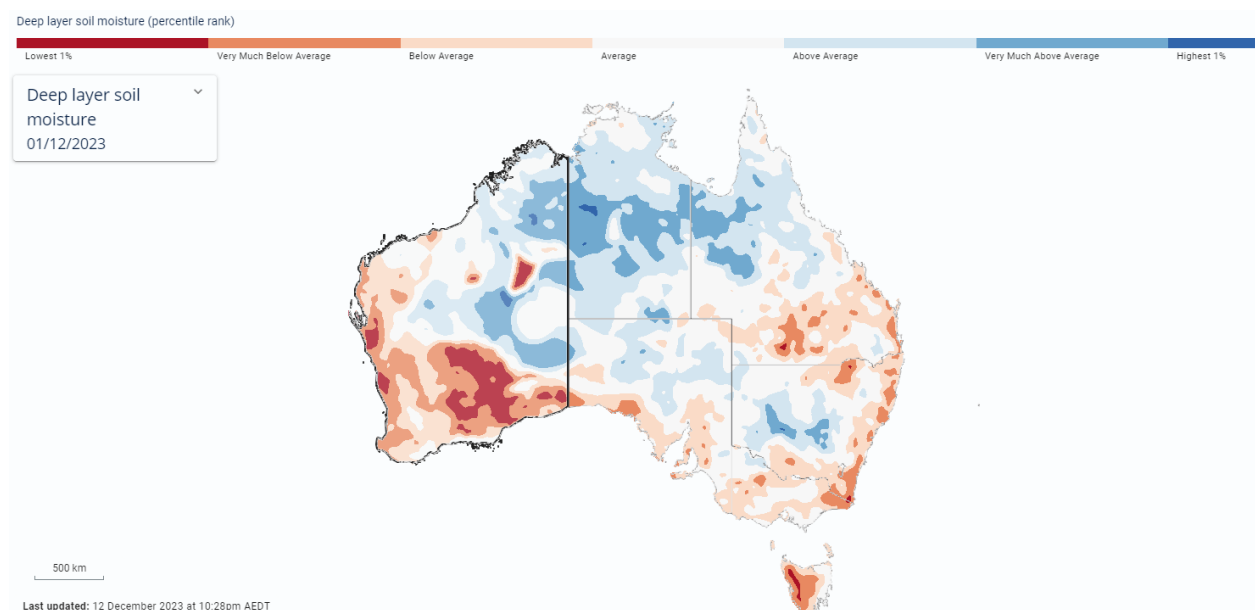 Deep layer soil moisture (percentile rank)
Lowest 1% Very Much Below Average Below Average Average Above Average Very Much Above Average Highest 1%
Deep layer soil
moisture
01/12/2023
500 km
Last updated: 12 December 2023 at 10:28pm AEDT